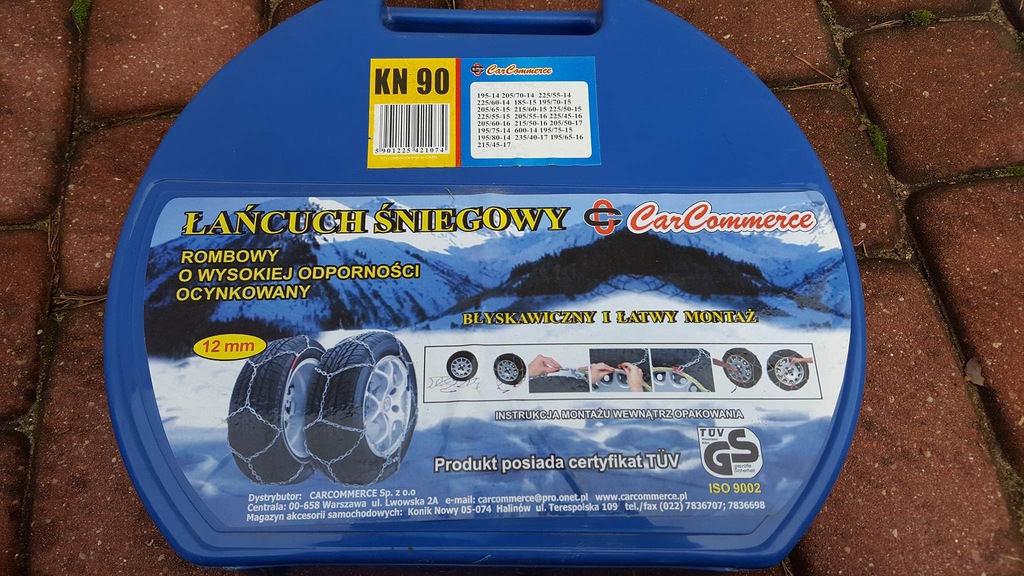 KN 90
5 901225 421074
CarCommerce
195-14 205/70-14 225/55-14
225/60-14 185-15 195/70-15
205/65-15 215/60-15 225/50-15
225/55-15 205/55-16 225/45-16
205/60-16 215/50-16 205/50-17
195/75-14 600-14 195/75-15
195/80-14 235/40-17 195/65-16
215/45-17
ŁAŃCUCH ŚNIEGOWY CarCommerce
ROMBOWY
O WYSOKIEJ ODPORNOŚCI
OCYNKOWANY
BŁYSKAWICZNY I ŁATWY MONTAŻ
12 mm
INSTRUKCJA MONTAŻU WEWNĄTRZ OPAKOWANIA
Produkt posiada certyfikat TÜV
TÜV
GS
geprüfte
Sicherheit
ISO 9002
Dystrybutor: CARCOMMERCE Sp. z o.o
Centrala: 00-658 Warszawa ul. Lwowska 2A e-mail: carcommerce@pro.onet.pl www.carcommerce.pl
Magazyn akcesorii samochodowych: Konik Nowy 05-074 Halinów ul. Terespolska 109 tel./fax (022) 7836707; 7836698